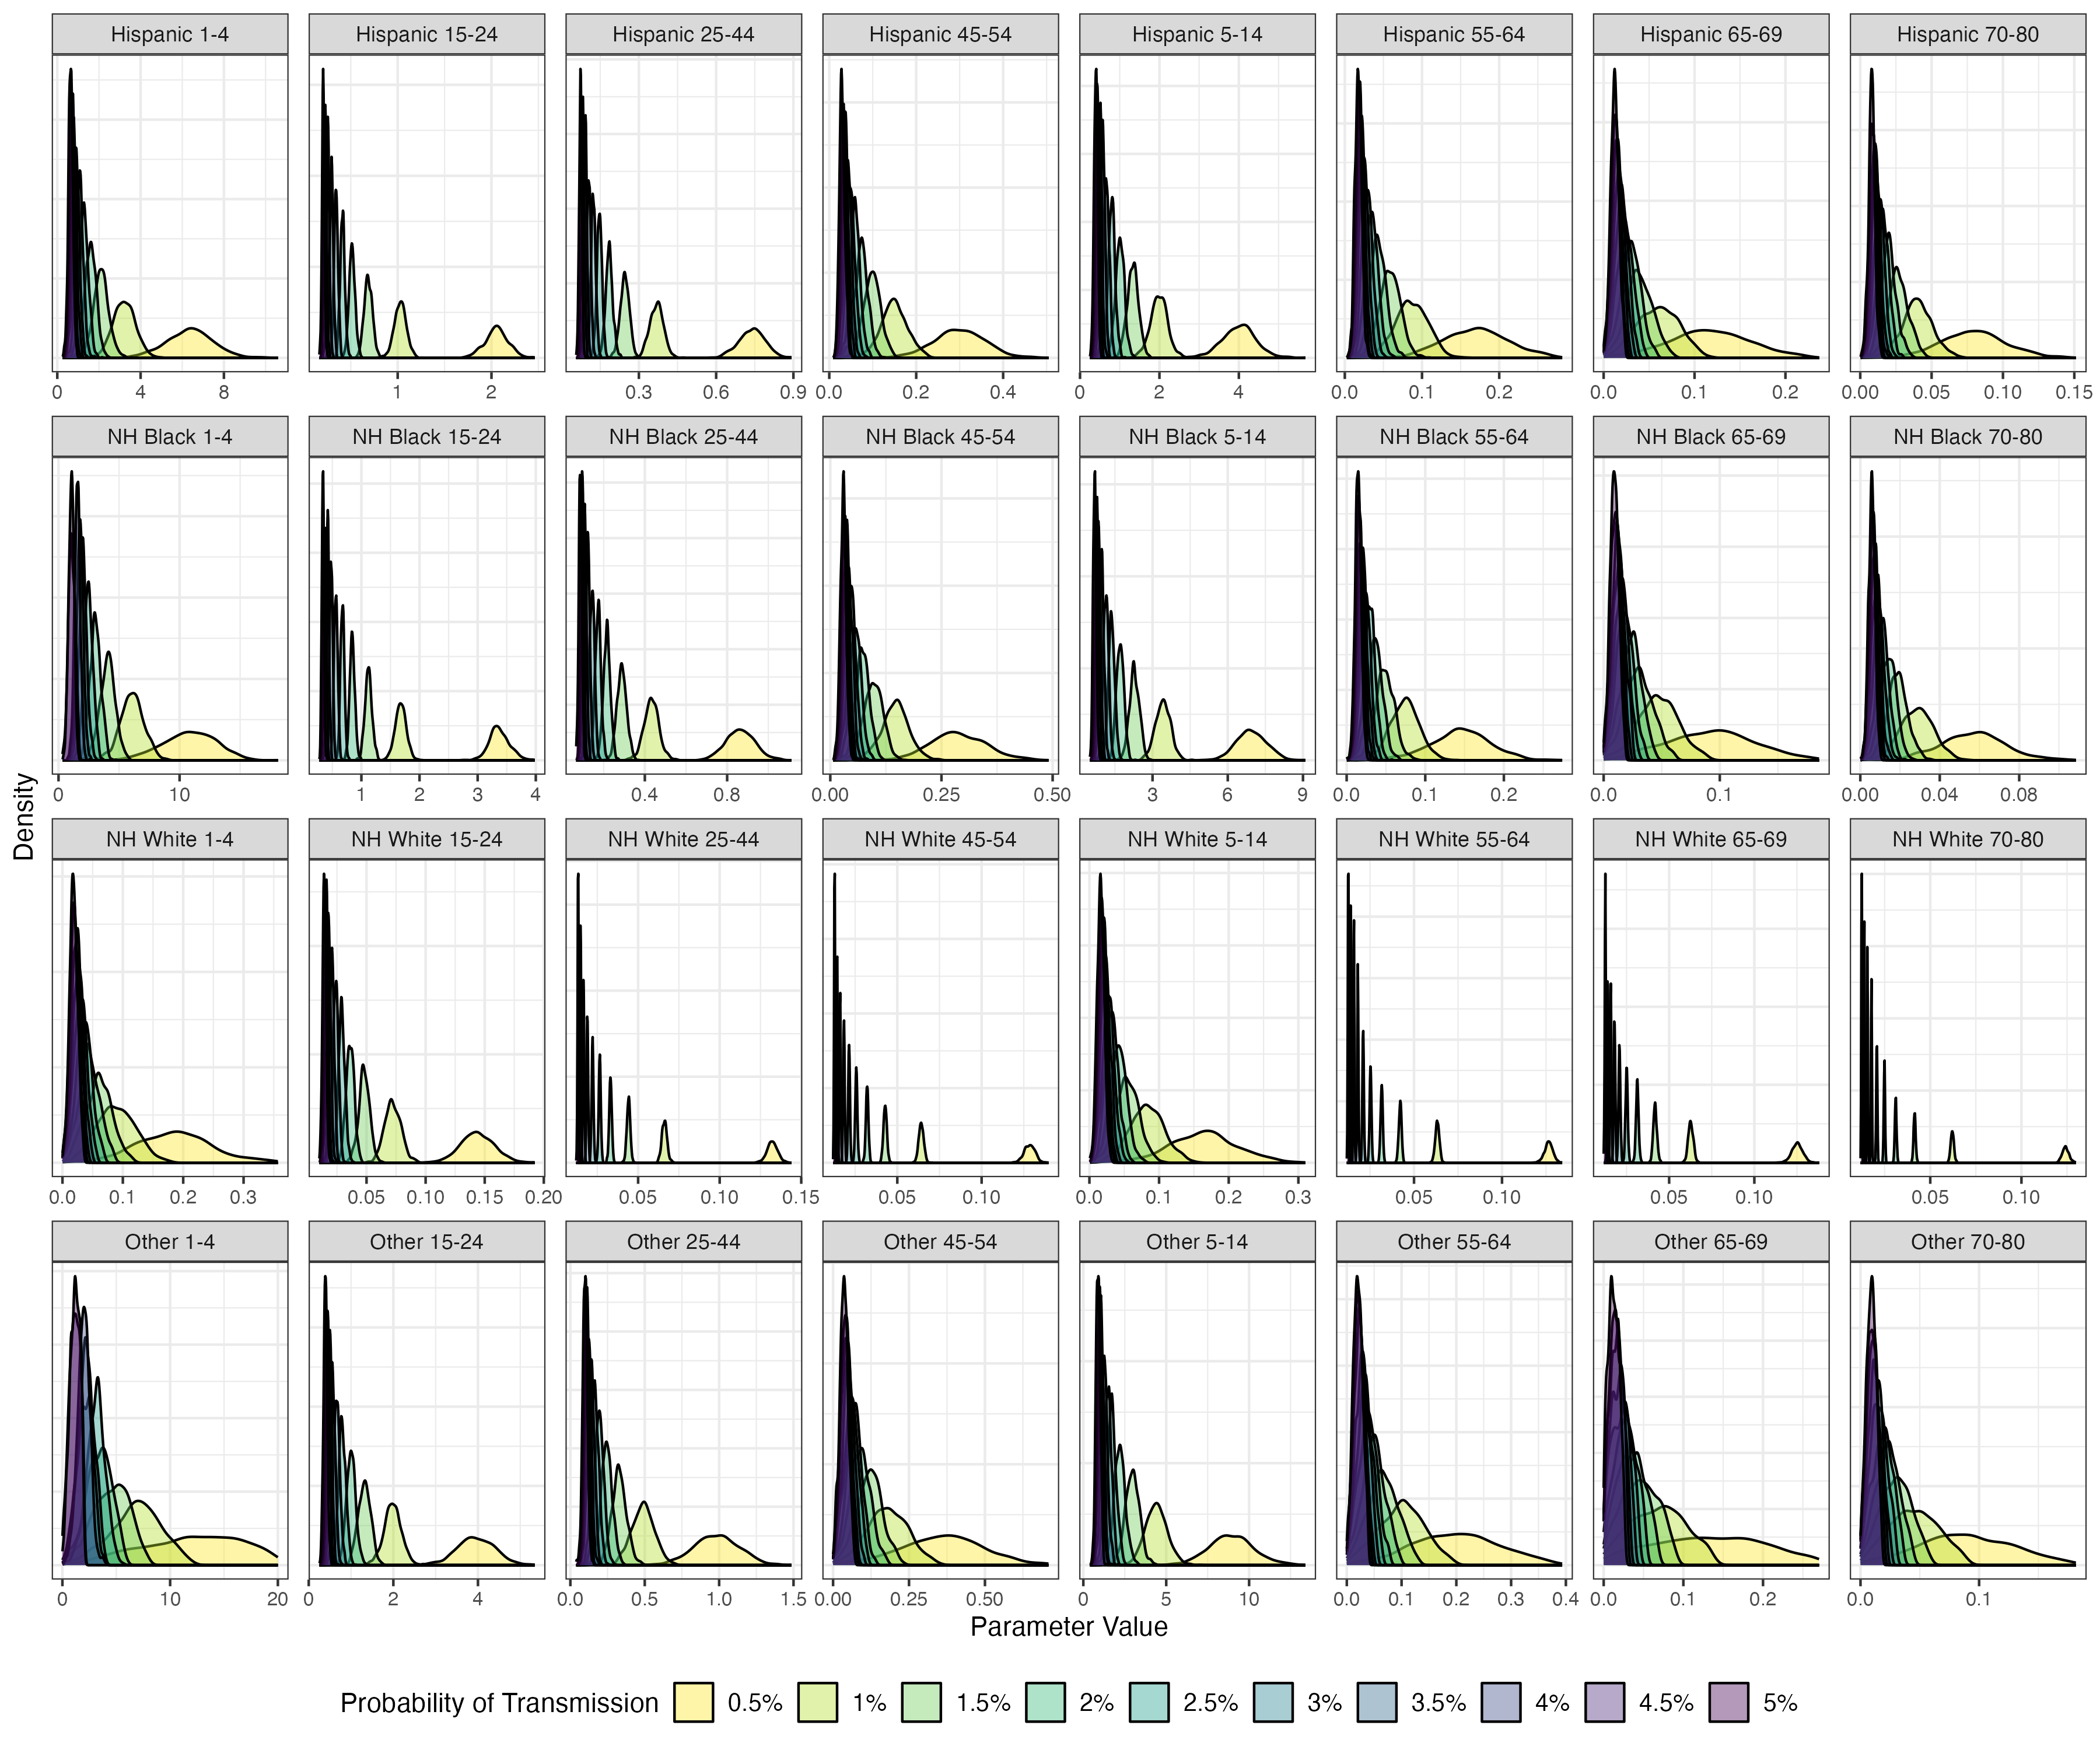 Hispanic 1-4 Hispanic 15-24 Hispanic 25-44 Hispanic 45-54 Hispanic 5-14 Hispanic 55-64 Hispanic 65-69 Hispanic 70-80
0 4 8 1 2 0.3 0.6 0.9 0.0 0.2 0.4 0 2 4 0.0 0.1 0.2 0.0 0.1 0.2 0.00 0.05 0.10 0.15
NH Black 1-4 NH Black 15-24 NH Black 25-44 NH Black 45-54 NH Black 5-14 NH Black 55-64 NH Black 65-69 NH Black 70-80
0 10 1 2 3 4 0.4 0.8 0.00 0.25 0.50 3 6 9 0.0 0.1 0.2 0.0 0.1 0.00 0.04 0.08
Density
NH White 1-4 NH White 15-24 NH White 25-44 NH White 45-54 NH White 5-14 NH White 55-64 NH White 65-69 NH White 70-80
0.0 0.1 0.2 0.3 0.05 0.10 0.15 0.20 0.05 0.10 0.15 0.05 0.10 0.0 0.1 0.2 0.3 0.05 0.10 0.05 0.10 0.05 0.10
Other 1-4 Other 15-24 Other 25-44 Other 45-54 Other 5-14 Other 55-64 Other 65-69 Other 70-80
0 10 20 0 2 4 0.0 0.5 1.0 1.5 0.00 0.25 0.50 0 5 10 0.0 0.1 0.2 0.3 0.4 0.0 0.1 0.2 0.0 0.1
Parameter Value
Probability of Transmission 0.5% 1% 1.5% 2% 2.5% 3% 3.5% 4% 4.5% 5%